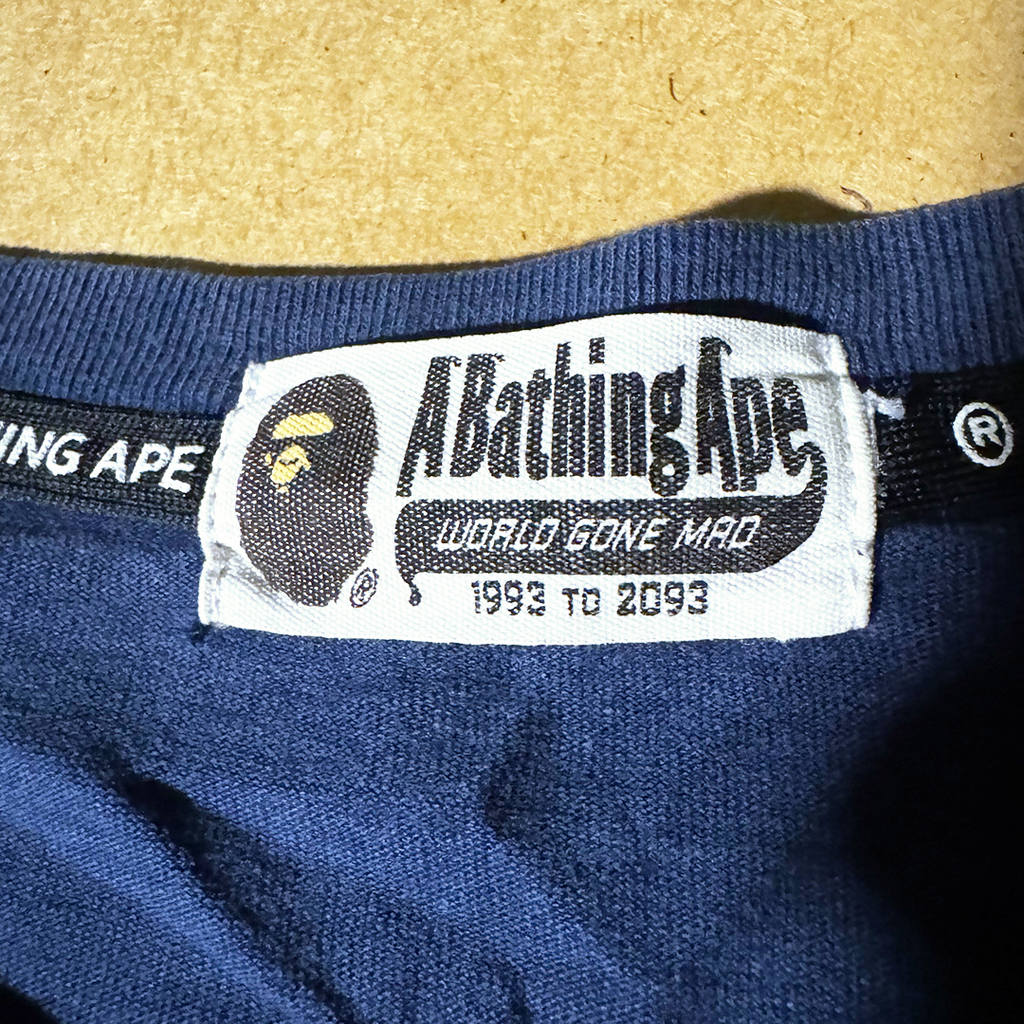 ABathingApe
WORLD GONE MAD
1993 TO 2093
®
ING APE
®